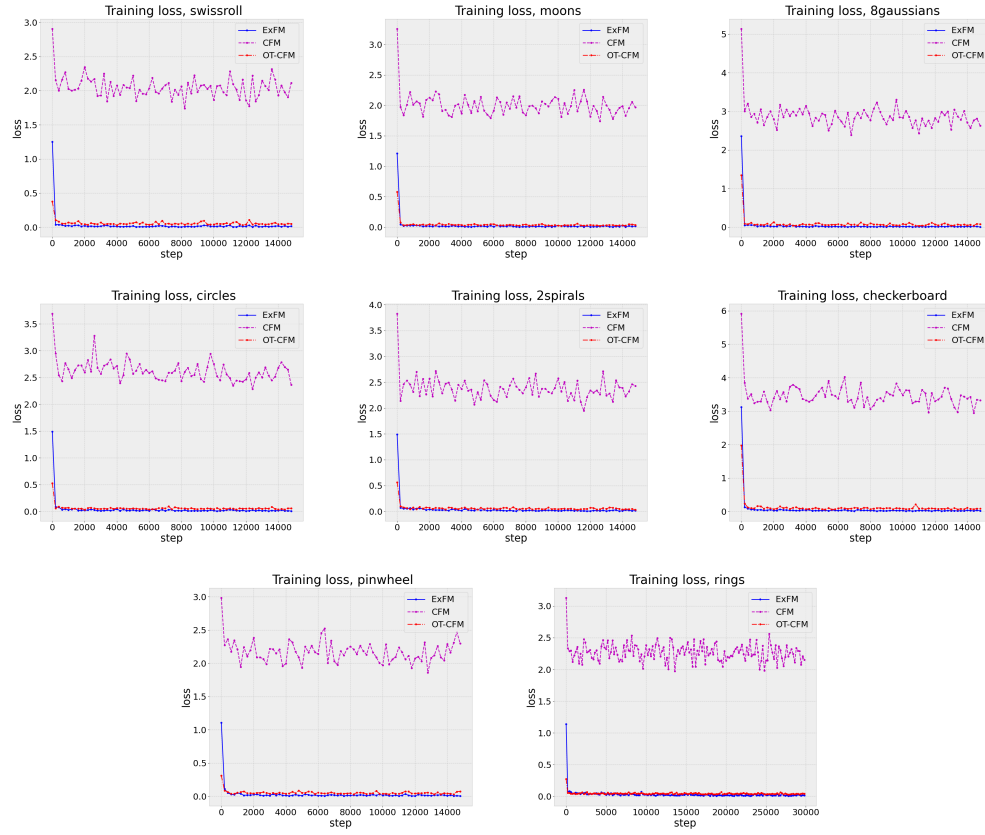 Training loss, swissroll
3.0
2.5
2.0
1.5
1.0
0.5
0.0
loss
ExFM
CFM
OT-CFM
0 2000 4000 6000 8000 10000 12000 14000
step
Training loss, moons
3.0
2.5
2.0
1.5
1.0
0.5
0.0
loss
ExFM
CFM
OT-CFM
0 2000 4000 6000 8000 10000 12000 14000
step
Training loss, 8gaussians
5
4
3
2
1
0
loss
ExFM
CFM
OT-CFM
0 2000 4000 6000 8000 10000 12000 14000
step
Training loss, circles
3.5
3.0
2.5
2.0
1.5
1.0
0.5
0.0
loss
ExFM
CFM
OT-CFM
0 2000 4000 6000 8000 10000 12000 14000
step
Training loss, 2spirals
4.0
3.5
3.0
2.5
2.0
1.5
1.0
0.5
0.0
loss
ExFM
CFM
OT-CFM
0 2000 4000 6000 8000 10000 12000 14000
step
Training loss, checkerboard
6
5
4
3
2
1
0
loss
ExFM
CFM
OT-CFM
0 2000 4000 6000 8000 10000 12000 14000
step
Training loss, pinwheel
3.0
2.5
2.0
1.5
1.0
0.5
0.0
loss
ExFM
CFM
OT-CFM
0 2000 4000 6000 8000 10000 12000 14000
step
Training loss, rings
3.0
2.5
2.0
1.5
1.0
0.5
0.0
loss
ExFM
CFM
OT-CFM
0 5000 10000 15000 20000 25000 30000
step